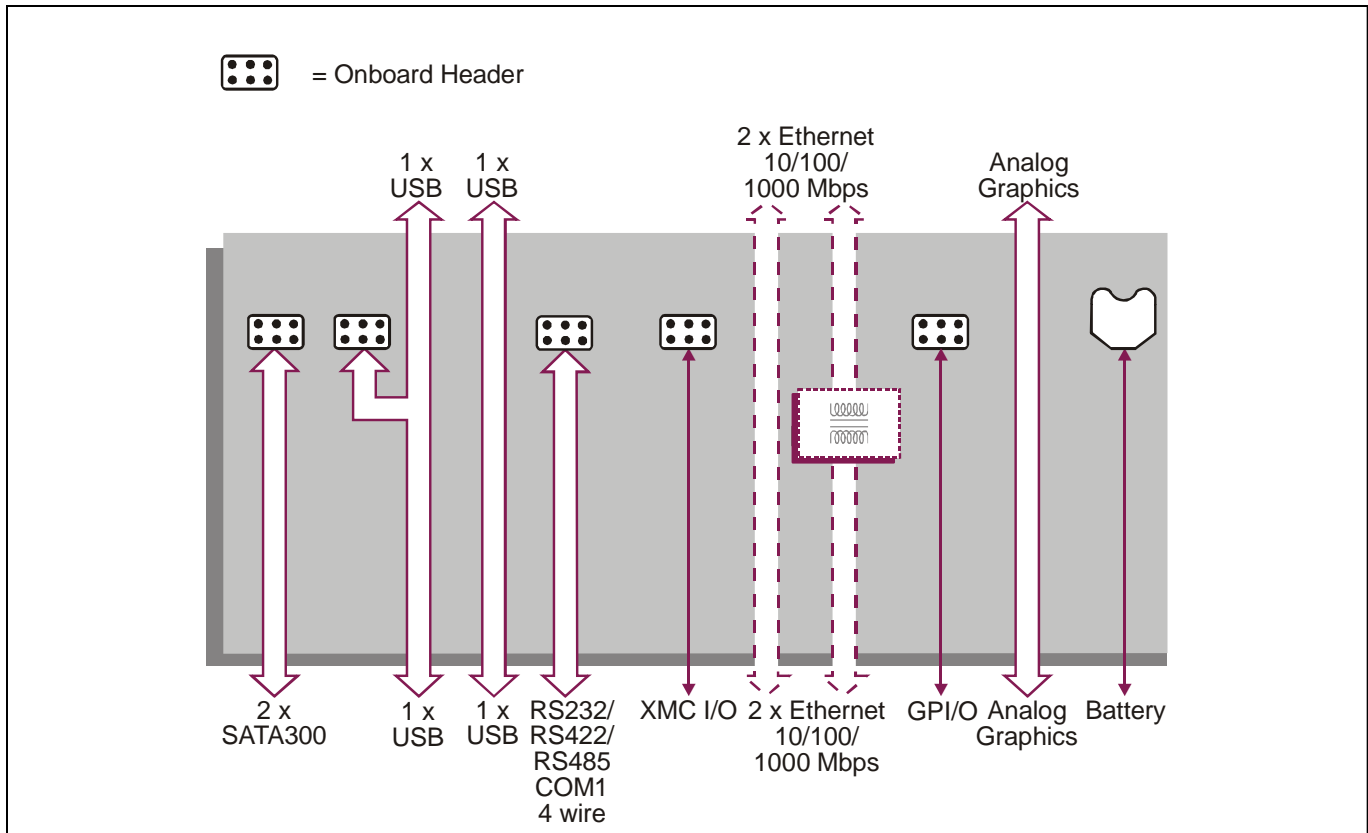 = Onboard Header
1 x
USB
1 x
USB
2 x Ethernet
10/100/
1000 Mbps
Analog
Graphics
2 x
SATA300
1 x
USB
1 x
USB
RS232/
RS422/
RS485
COM1
4 wire
XMC I/O
2 x Ethernet
10/100/
1000 Mbps
GPI/O
Analog
Graphics
Battery